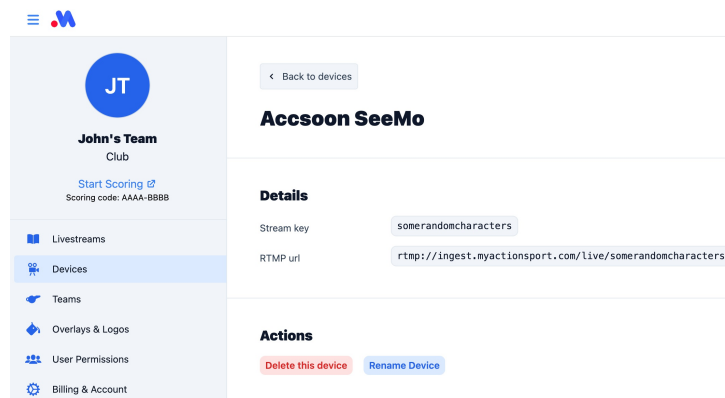 JT
John's Team
Club
Start Scoring
Scoring code: AAAA-BBBB
Livestreams
Devices
Teams
Overlays & Logos
User Permissions
Billing & Account
Back to devices
Accsoon SeeMo
Details
Stream key somerandomcharacters
RTMP url rtmp://ingest.myactionsport.com/live/somerandomcharacters
Actions
Delete this device Rename Device